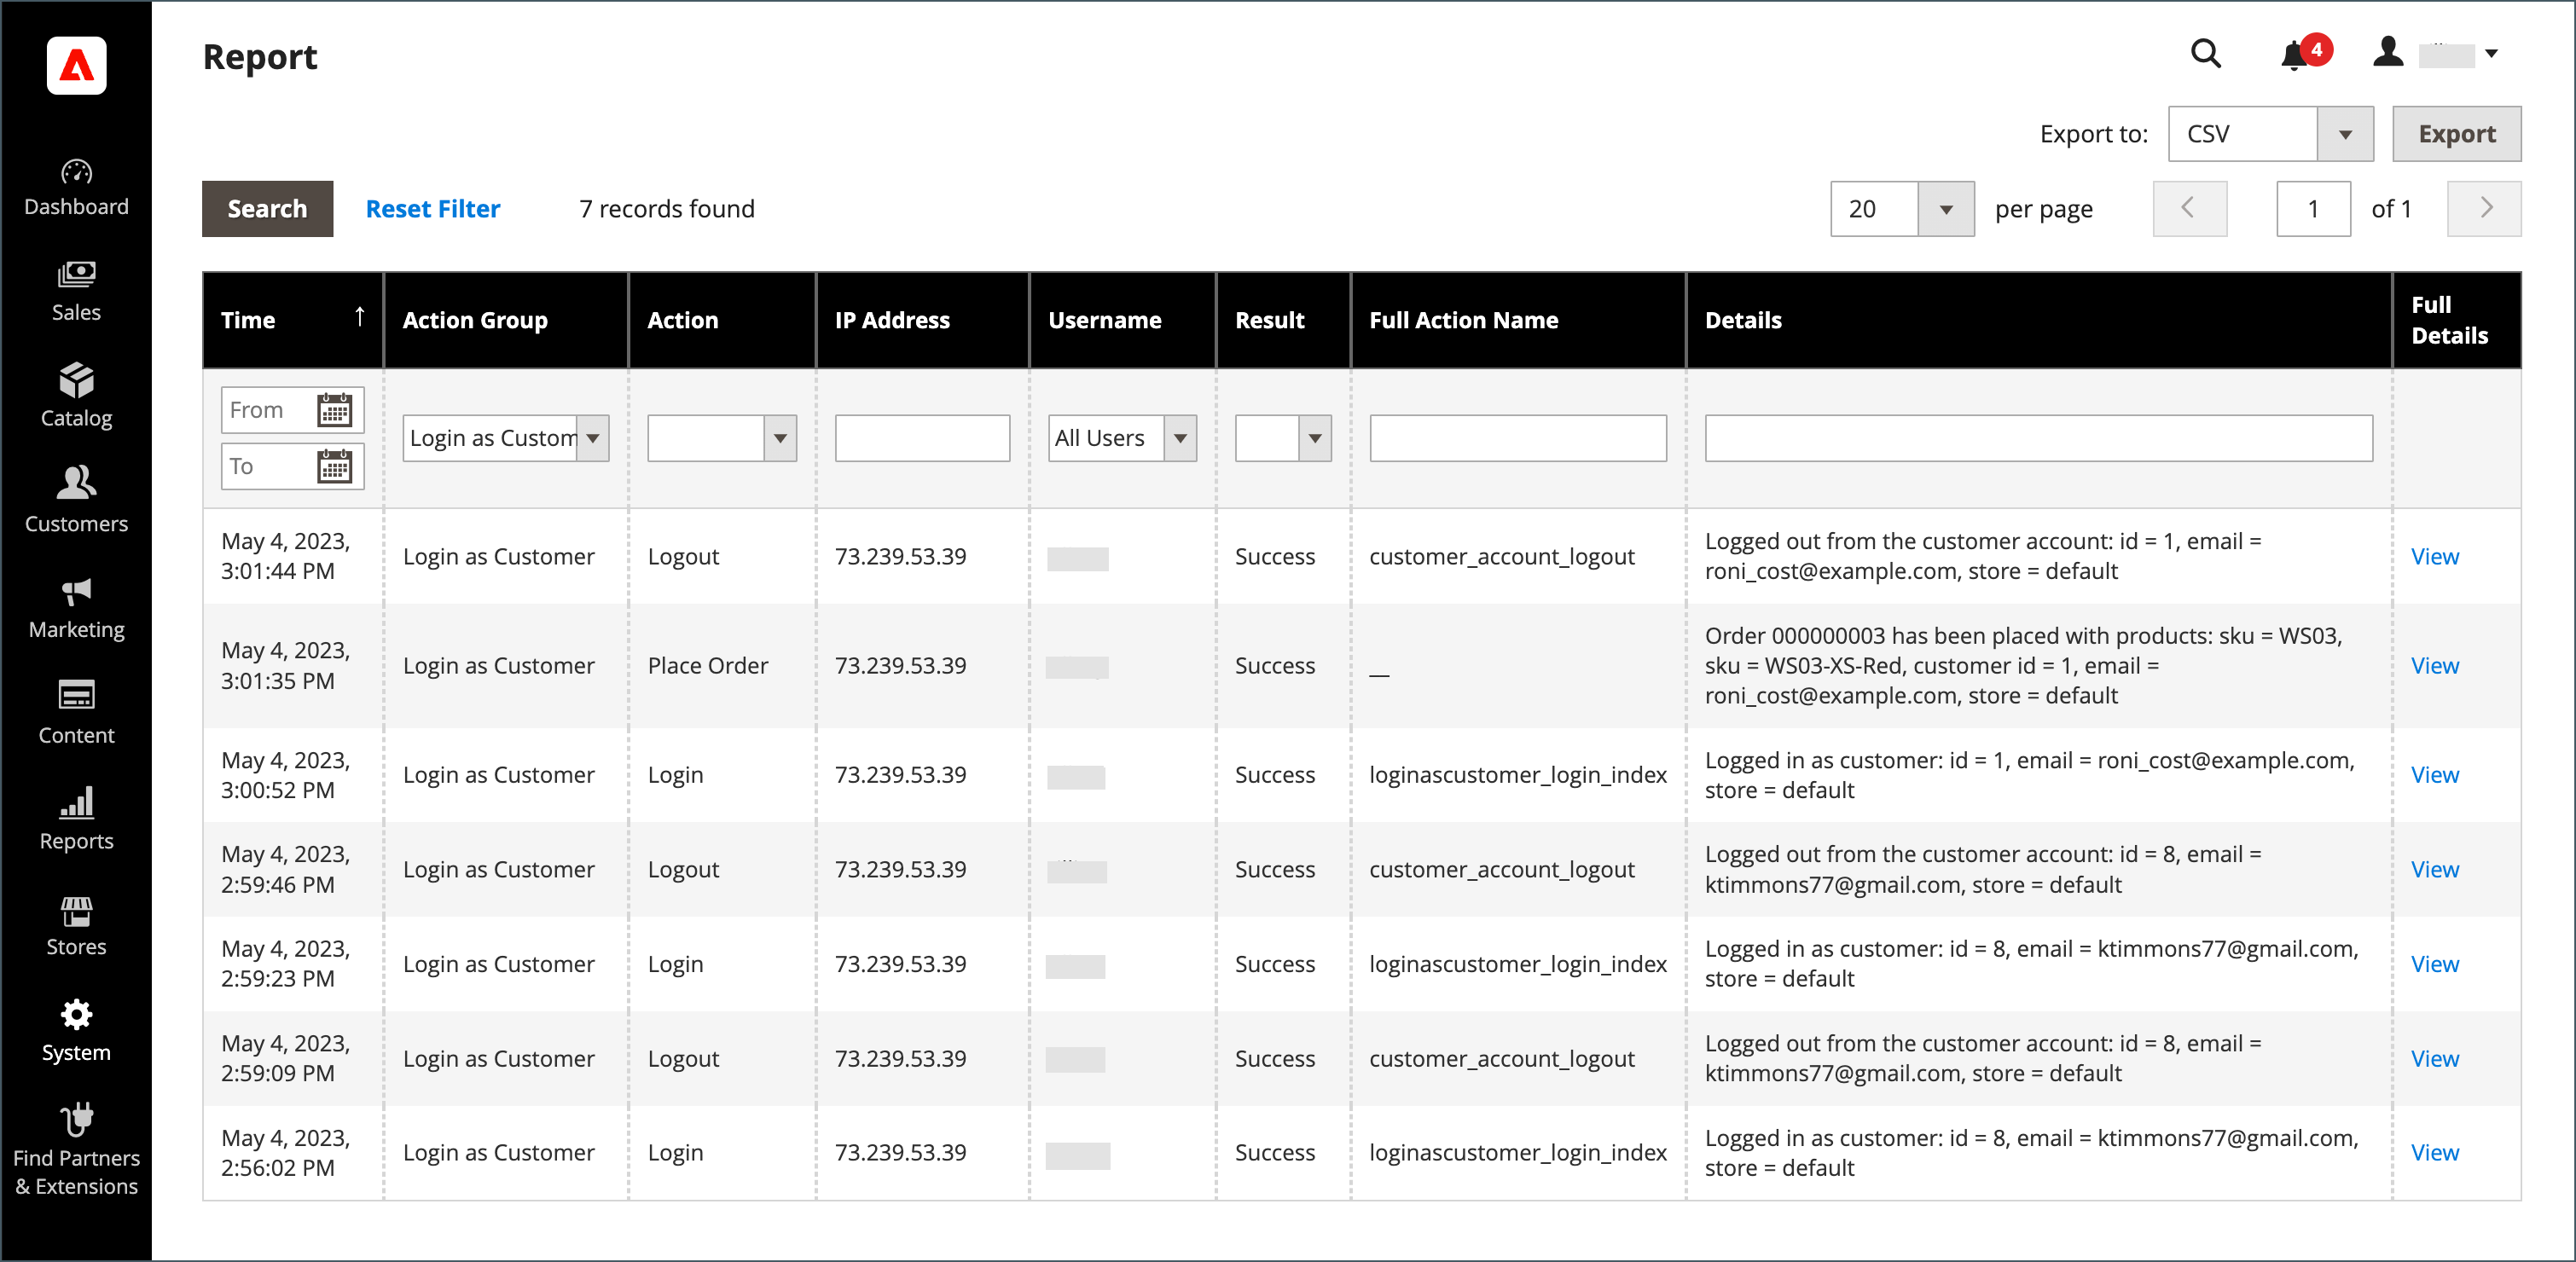 Report
4
Export to:
CSV
Export
Search
Reset Filter
7 records found
20
per page
1
of 1
Dashboard
Sales
Catalog
Customers
Marketing
Content
Reports
Stores
System
Find Partners
& Extensions
Time ↑
Action Group
Action
IP Address
Username
Result
Full Action Name
Details
Full
Details
From
To
Login as Custom
All Users
May 4, 2023,
3:01:44 PM
Login as Customer
Logout
73.239.53.39
Success
customer_account_logout
Logged out from the customer account: id = 1, email =
roni_cost@example.com, store = default
View
May 4, 2023,
3:01:35 PM
Login as Customer
Place Order
73.239.53.39
Success
__
Order 000000003 has been placed with products: sku = WS03,
sku = WS03-XS-Red, customer id = 1, email =
roni_cost@example.com, store = default
View
May 4, 2023,
3:00:52 PM
Login as Customer
Login
73.239.53.39
Success
loginascustomer_login_index
Logged in as customer: id = 1, email = roni_cost@example.com,
store = default
View
May 4, 2023,
2:59:46 PM
Login as Customer
Logout
73.239.53.39
Success
customer_account_logout
Logged out from the customer account: id = 8, email =
ktimmons77@gmail.com, store = default
View
May 4, 2023,
2:59:23 PM
Login as Customer
Login
73.239.53.39
Success
loginascustomer_login_index
Logged in as customer: id = 8, email = ktimmons77@gmail.com,
store = default
View
May 4, 2023,
2:59:09 PM
Login as Customer
Logout
73.239.53.39
Success
customer_account_logout
Logged out from the customer account: id = 8, email =
ktimmons77@gmail.com, store = default
View
May 4, 2023,
2:56:02 PM
Login as Customer
Login
73.239.53.39
Success
loginascustomer_login_index
Logged in as customer: id = 8, email = ktimmons77@gmail.com,
store = default
View